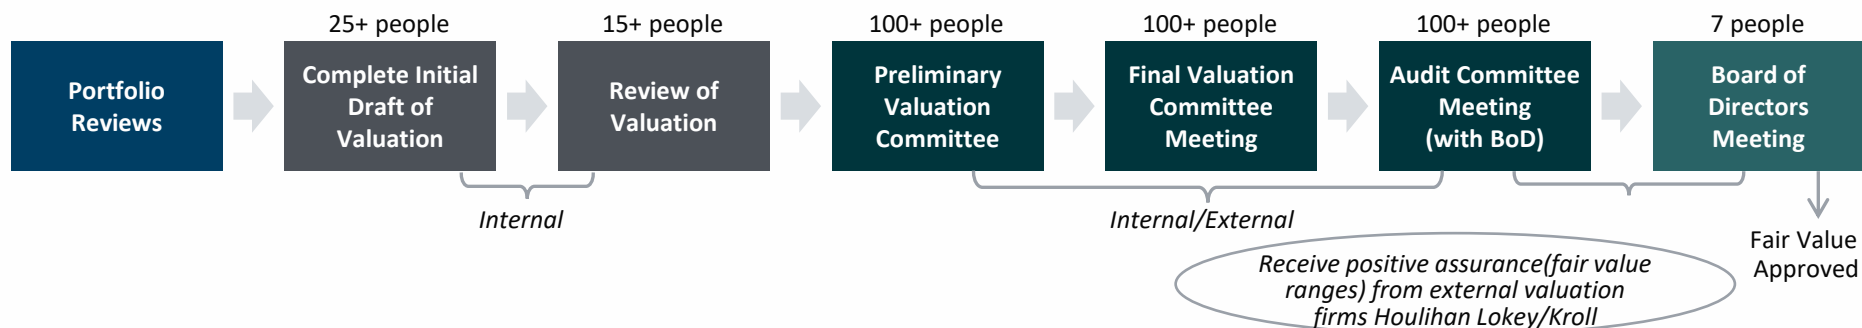 25+ people
15+ people
100+ people
100+ people
100+ people
7 people
Portfolio
Reviews
Complete Initial
Draft of
Valuation
Review of
Valuation
Preliminary
Valuation
Committee
Final Valuation
Committee
Meeting
Audit Committee
Meeting
(with BoD)
Board of
Directors
Meeting
Internal
Internal/External
Receive positive assurance(fair value
ranges) from external valuation
firms Houlihan Lokey/Kroll
Fair Value
Approved